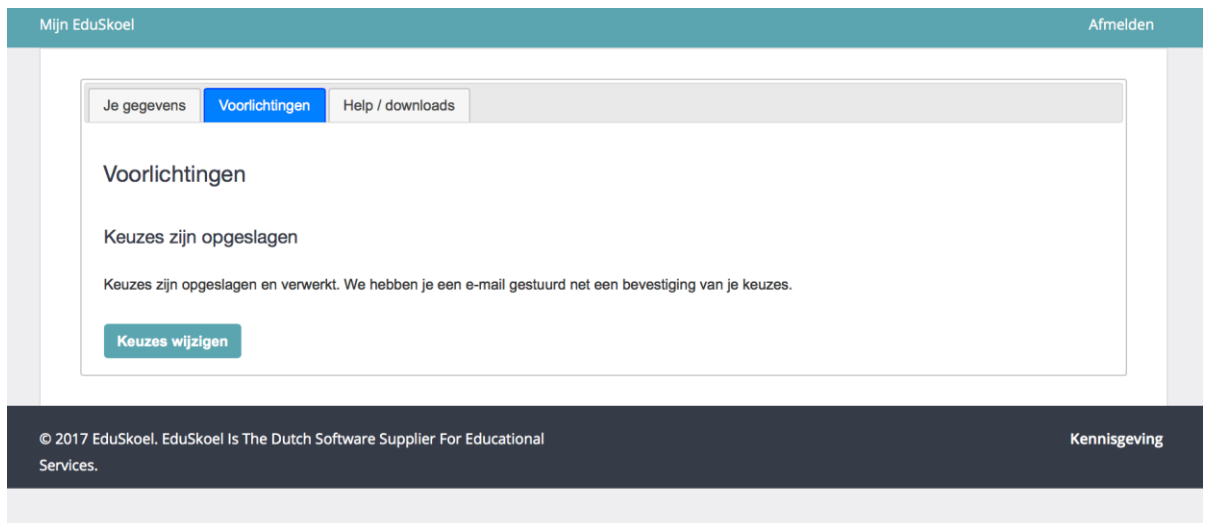 Mijn EduSkoel
Afmelden
Je gegevens
Voorlichtingen
Help / downloads
Voorlichtingen
Keuzes zijn opgeslagen
Keuzes zijn opgeslagen en verwerkt. We hebben je een e-mail gestuurd net een bevestiging van je keuzes.
Keuzes wijzigen
© 2017 EduSkoel. EduSkoel Is The Dutch Software Supplier For Educational
Services.
Kennisgeving